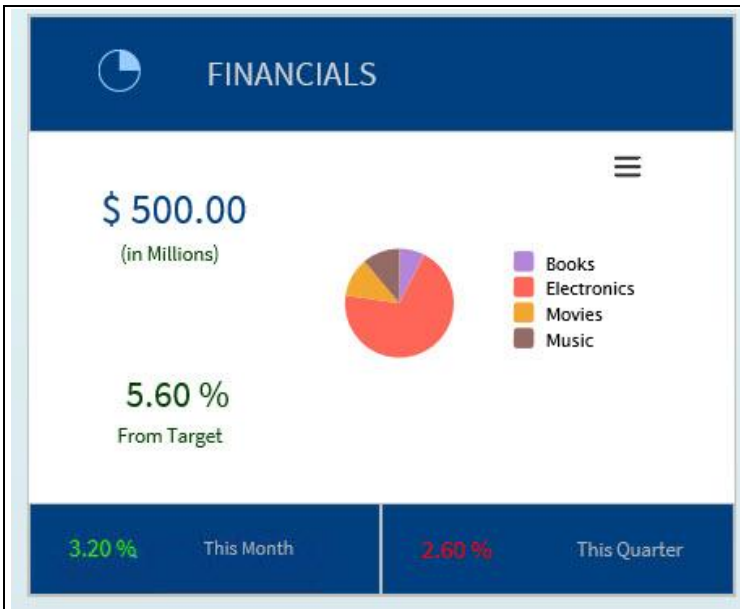 FINANCIALS
$ 500.00
(in Millions)
Books
Electronics
Movies
Music
5.60 %
From Target
3.20 % This Month
2.60 % This Quarter